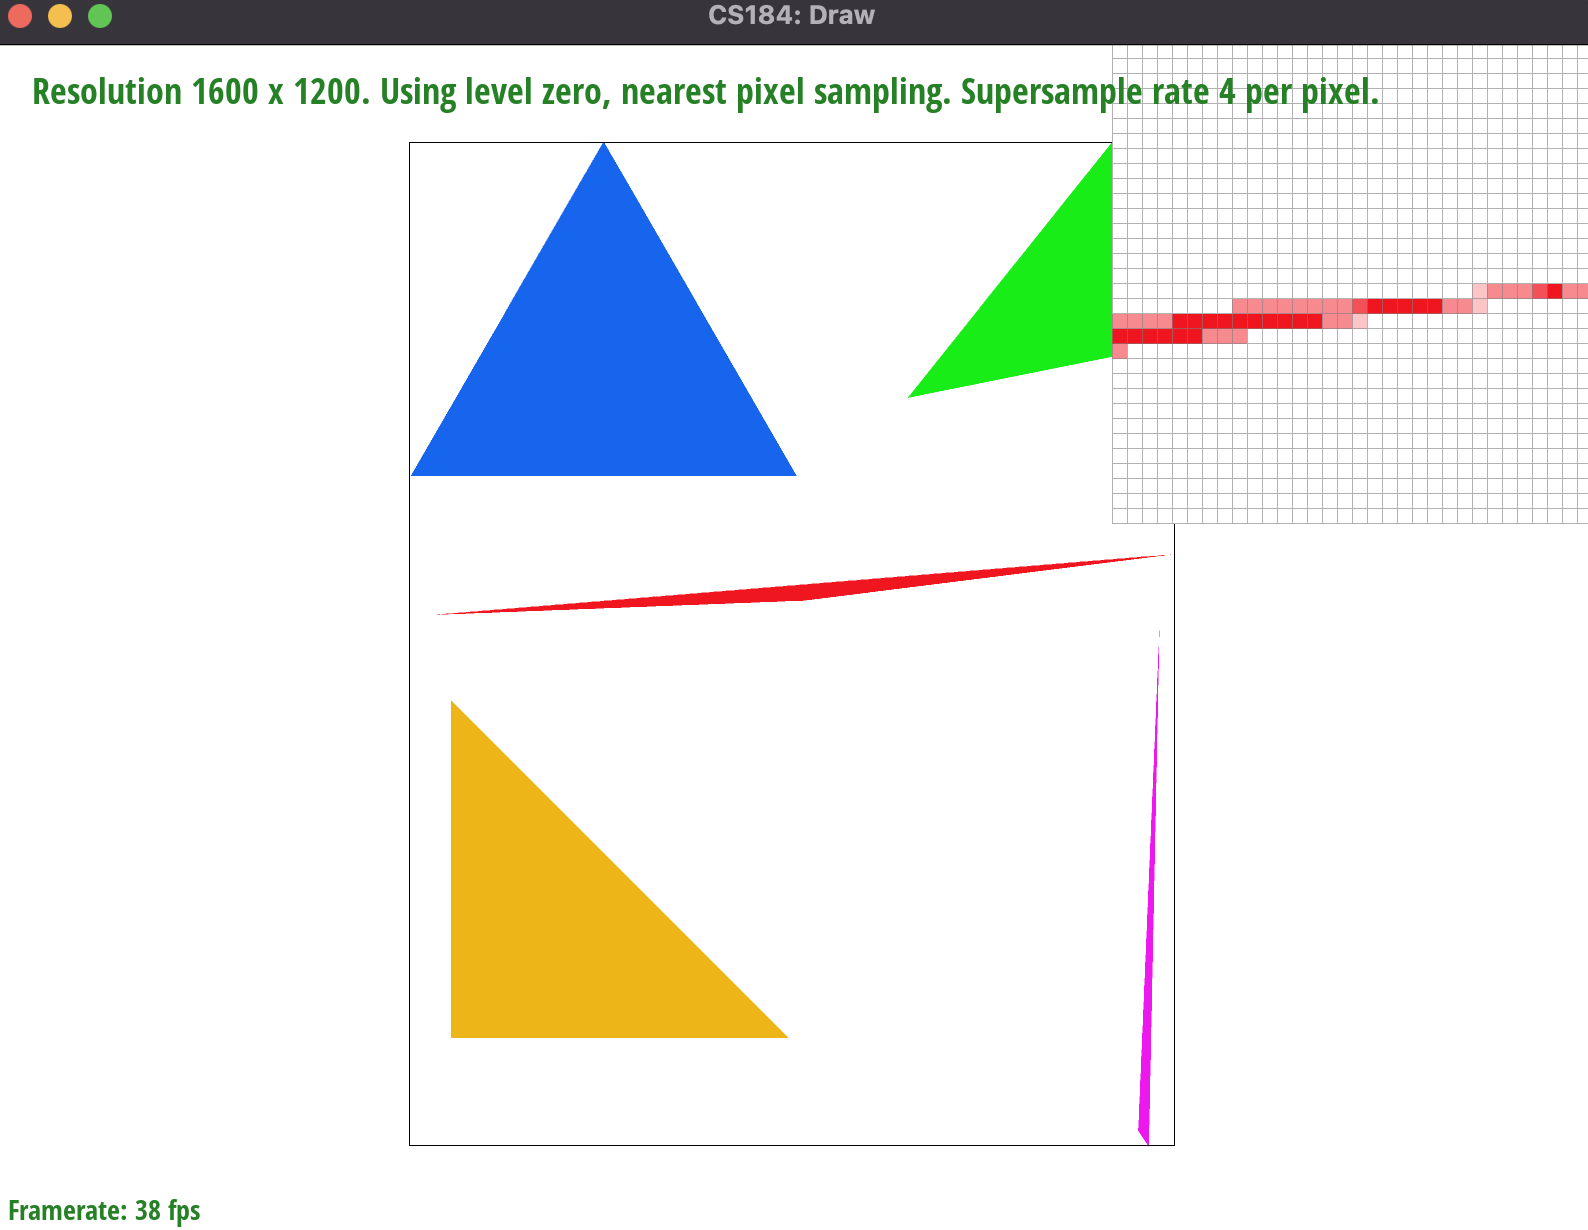 CS184: Draw
Resolution 1600 x 1200. Using level zero, nearest pixel sampling. Supersample rate 4 per pixel.
Framerate: 38 fps